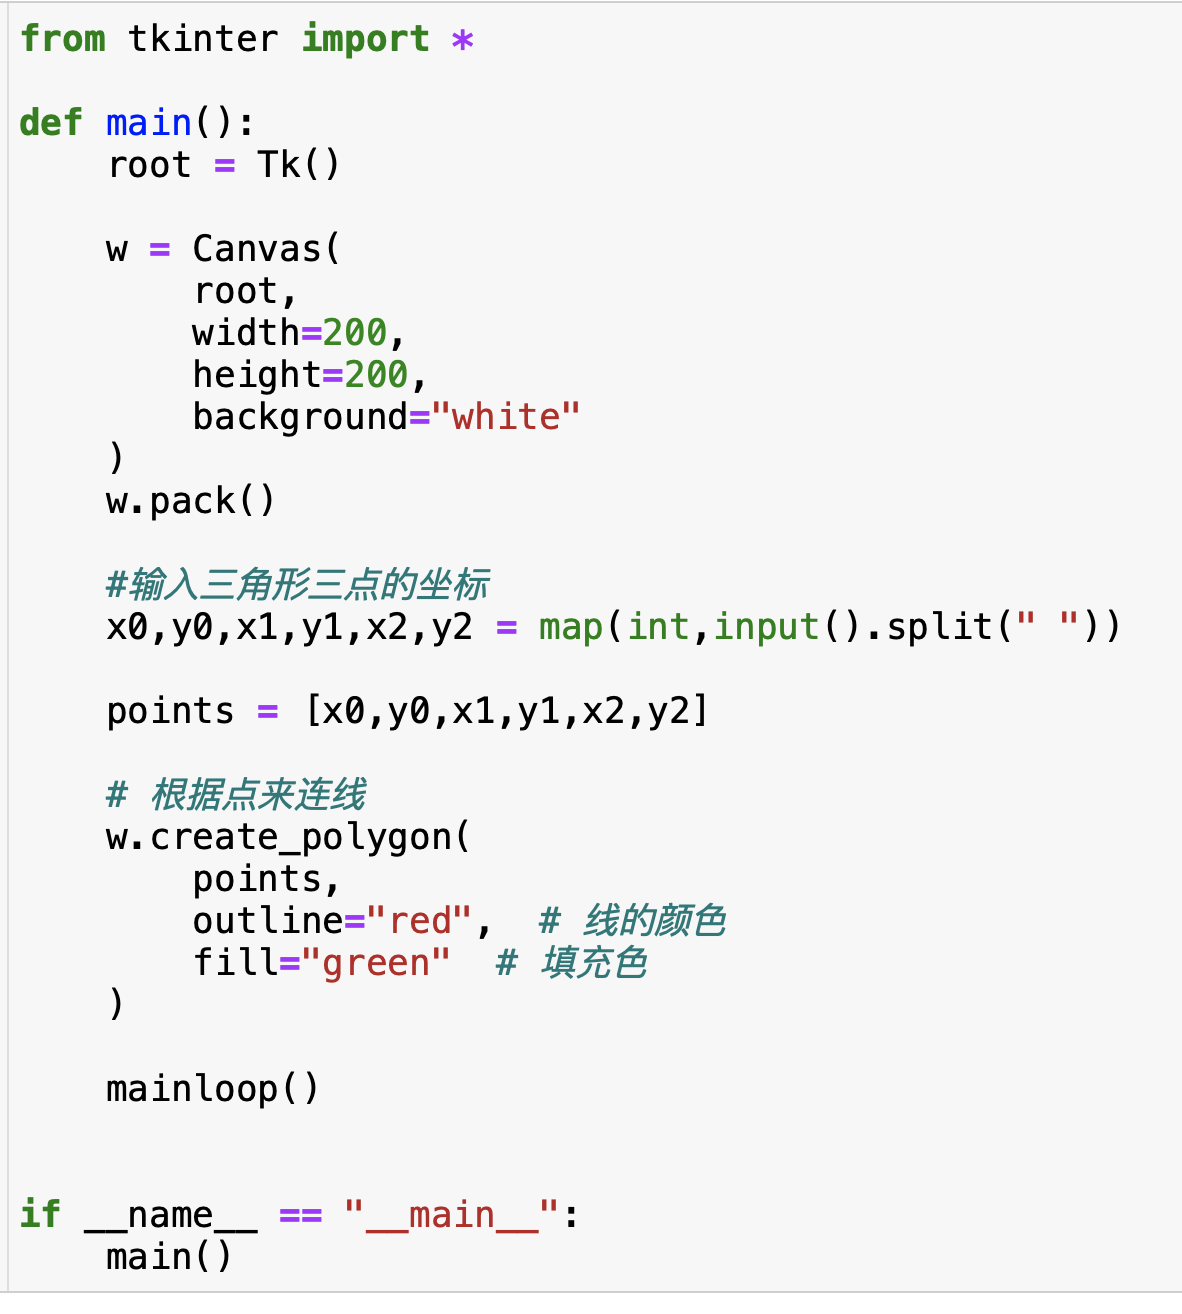 from tkinter import *
def main():
    root = Tk()
    w = Canvas(
        root,
        width=200,
        height=200,
        background="white"
    )
    w.pack()
    #输入三角形三点的坐标
    x0,y0,x1,y1,x2,y2 = map(int,input().split(" "))
    points = [x0,y0,x1,y1,x2,y2]
    # 根据点来连线
    w.create_polygon(
        points,
        outline="red",  # 线的颜色
        fill="green"  # 填充色
    )
    mainloop()
if __name__ == "__main__":
    main()